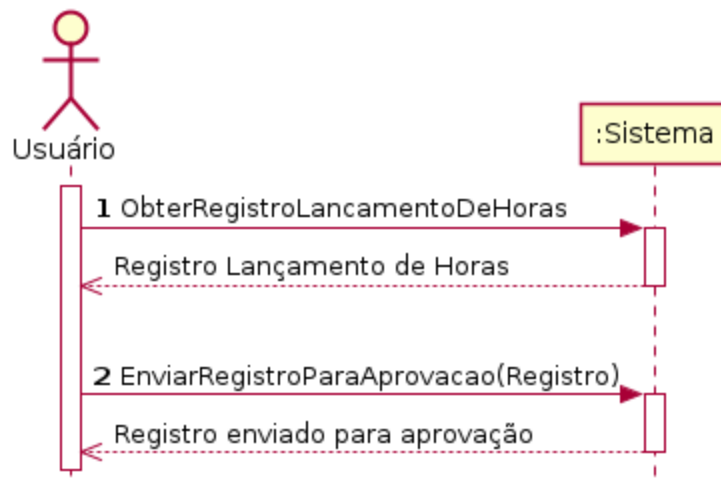 Usuário
:Sistema
1 ObterRegistroLancamentoDeHoras
Registro Lançamento de Horas
2 EnviarRegistroParaAprovacao(Registro)
Registro enviado para aprovação